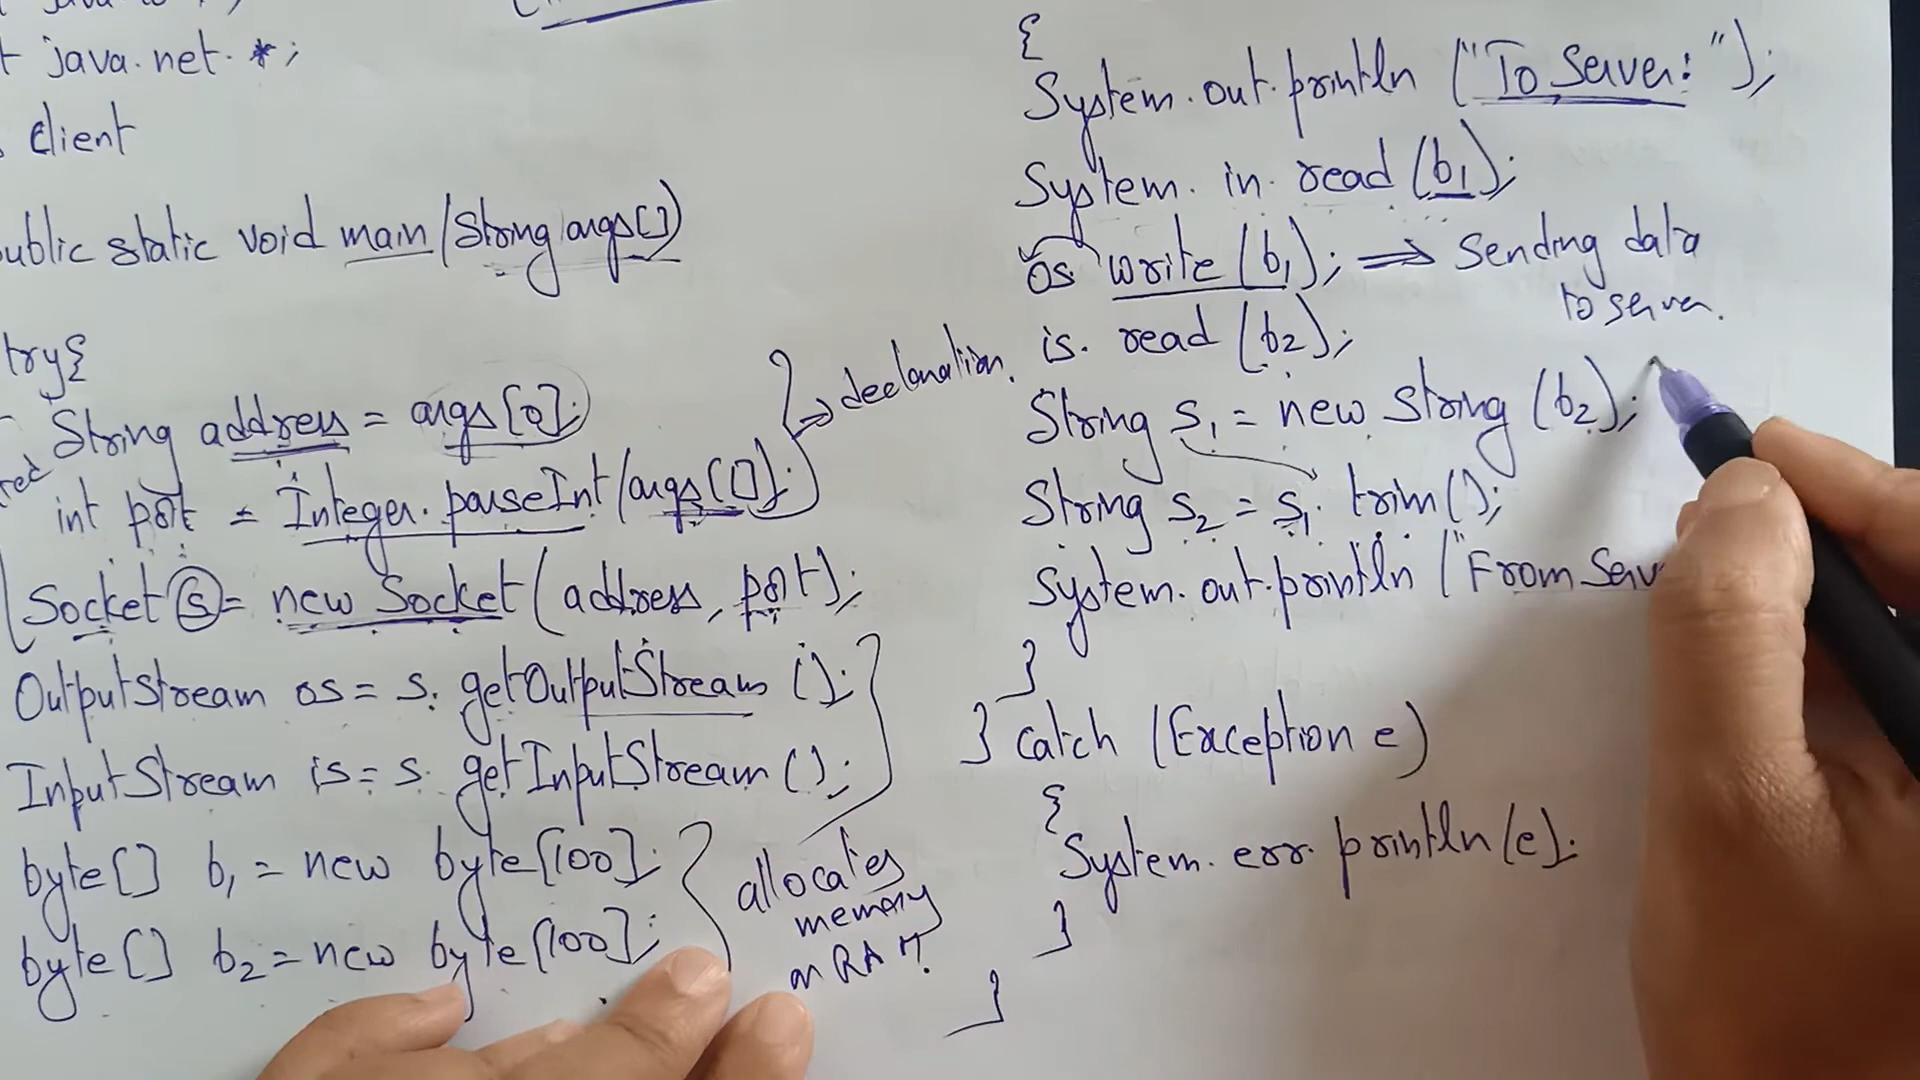 java.net.*;
Client
public static void main(String args[])
try{
String address = args[0];
int port = Integer.parseInt(args[1]);
Socket s = new Socket(address, port);
OutputStream os = s.getOutputStream();
InputStream is = s.getInputStream();
byte[] b1 = new byte[100];
byte[] b2 = new byte[100];
=> declaration.
allocates
memory
on RAM.
{
System.out.println("To Server:");
System.in.read(b1);
os.write(b1); => Sending data
to server.
is.read(b2);
String s1 = new String(b2);
String s2 = s1.trim();
System.out.println("From Serv
}
} catch (Exception e)
{
System.err.println(e).
}
}